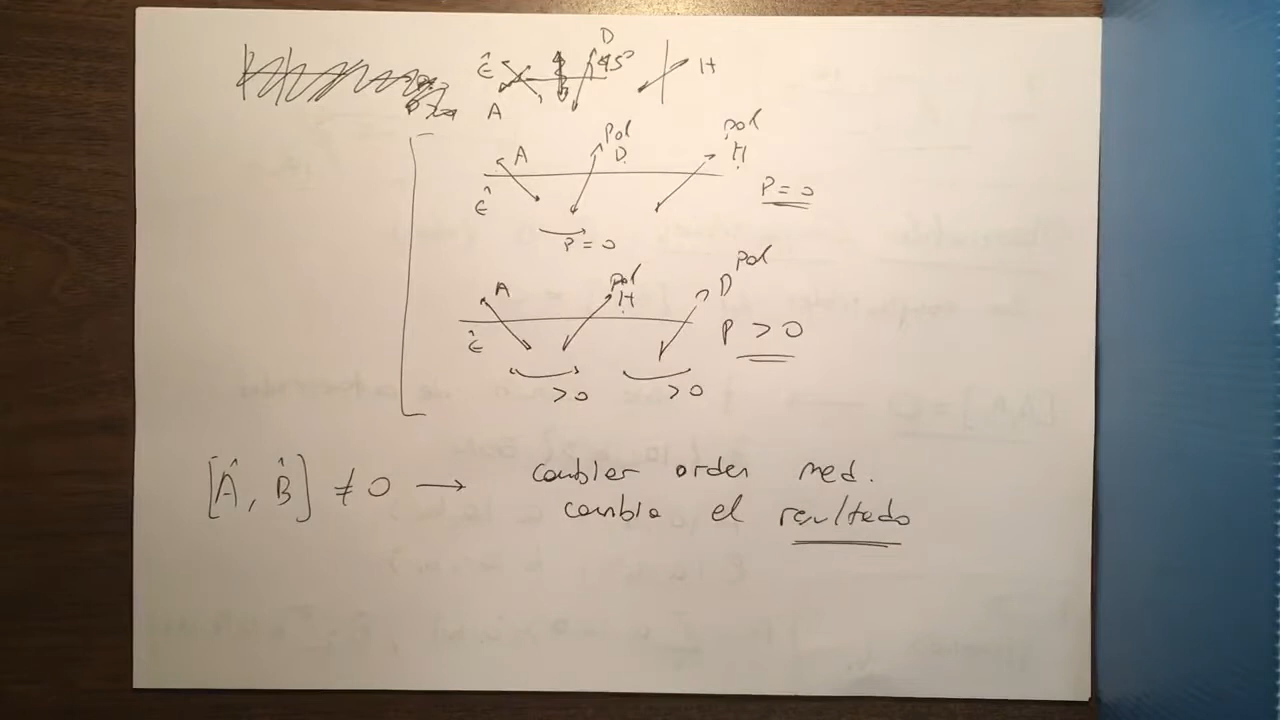 D
Ê 45° H
A
Pol pol
A D H
Ê P = 0
P = 0
pol
A pol H D
Ê P > 0
> 0 > 0
[Â, B̂] ≠ 0 → cambiar orden med.
cambia el resultado